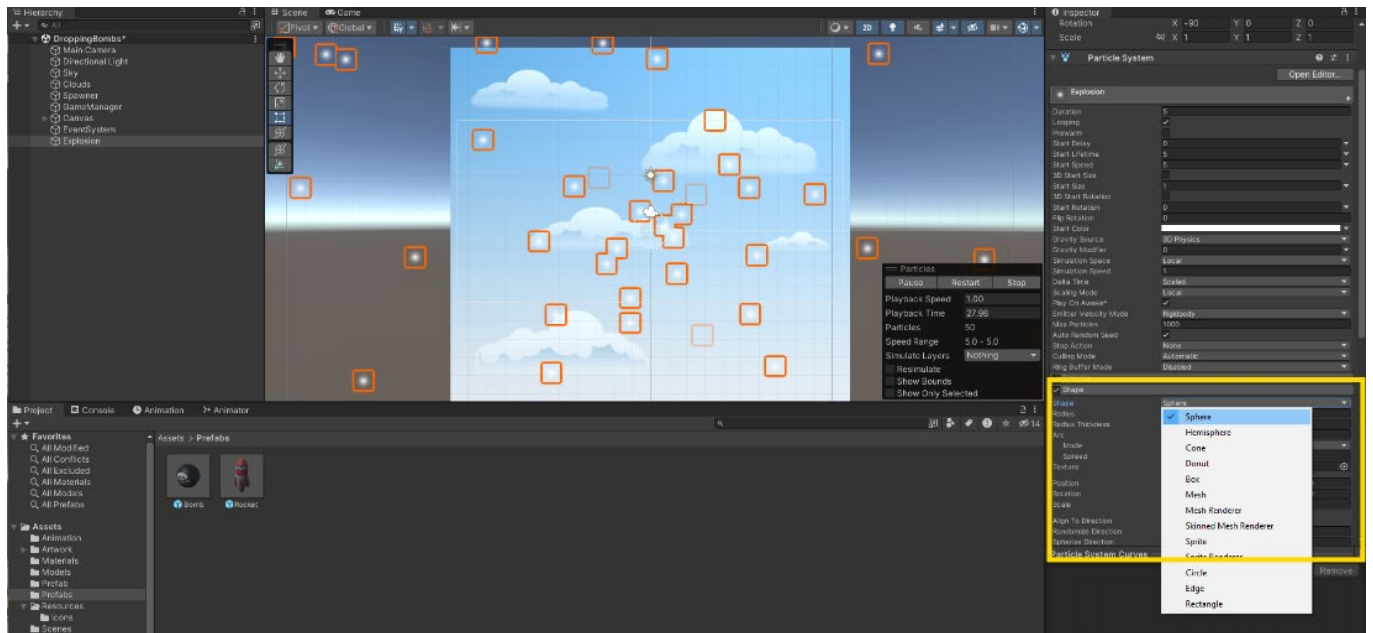 Hierarchy
All
DroppingBombs*
Main Camera
Directional Light
Sky
Clouds
Spawner
GameManager
Canvas
EventSystem
Explosion
Scene
Game
Pivot
Global
2D
Particles
Pause Restart Stop
Playback Speed 1.00
Playback Time 27.96
Particles 50
Speed Range 5.0 - 5.0
Simulate Layers Nothing
Resimulate
Show Bounds
Show Only Selected
Inspector
Rotation X -90 Y 0 Z 0
Scale X 1 Y 1 Z 1
Particle System
Open Editor...
Explosion
Duration 5
Looping
Prewarm
Start Delay 0
Start Lifetime 5
Start Speed 5
3D Start Size
Start Size 1
3D Start Rotation
Start Rotation 0
Flip Rotation 0
Start Color
Gravity Source 3D Physics
Gravity Modifier 0
Simulation Space Local
Simulation Speed 1
Delta Time Scaled
Scaling Mode Local
Play On Awake*
Emitter Velocity Mode Rigidbody
Max Particles 1000
Auto Random Seed
Stop Action None
Culling Mode Automatic
Ring Buffer Mode Disabled
Shape
Shape Sphere
Radius
Radius Thickness
Arc
Mode
Spread
Texture
Position
Rotation
Scale
Align To Direction
Randomize Direction
Spherize Direction
Particle System Curves
Remove
Sphere
Hemisphere
Cone
Donut
Box
Mesh
Mesh Renderer
Skinned Mesh Renderer
Sprite
Sprite Renderer
Circle
Edge
Rectangle
Project
Console
Animation
Animator
14
Favorites
All Modified
All Conflicts
All Excluded
All Materials
All Models
All Prefabs
Assets
Animation
Artwork
Materials
Models
Prefab
Prefabs
Resources
Icons
Scenes
Assets > Prefabs
Bomb
Rocket